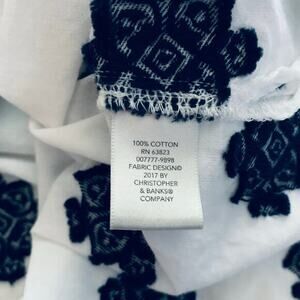 100% COTTON
RN 63823
007777-9898
FABRIC DESIGN©
2017 BY
CHRISTOPHER
& BANKS®
COMPANY